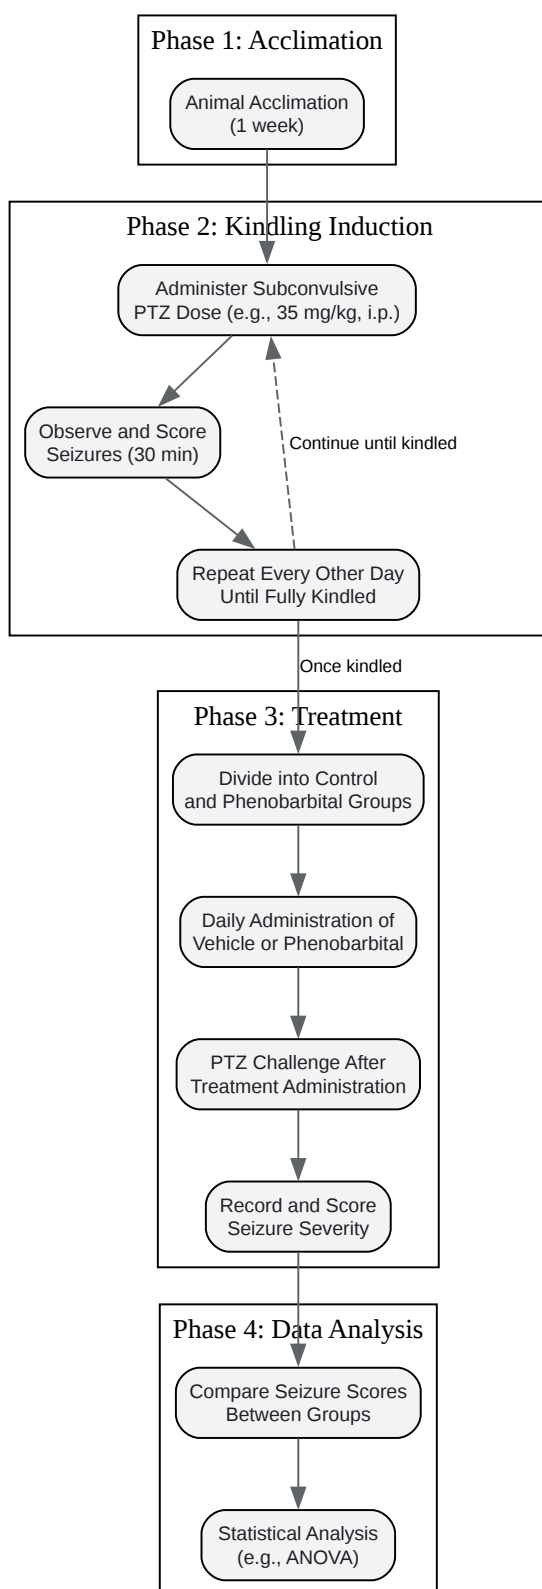 Phase 1: Acclimation
Animal Acclimation
(1 week)
Phase 2: Kindling Induction
Administer Subconvulsive
PTZ Dose (e.g., 35 mg/kg, i.p.)
Observe and Score
Seizures (30 min)
Continue until kindled
Repeat Every Other Day
Until Fully Kindled
Once kindled
Phase 3: Treatment
Divide into Control
and Phenobarbital Groups
Daily Administration of
Vehicle or Phenobarbital
PTZ Challenge After
Treatment Administration
Record and Score
Seizure Severity
Phase 4: Data Analysis
Compare Seizure Scores
Between Groups
Statistical Analysis
(e.g., ANOVA)